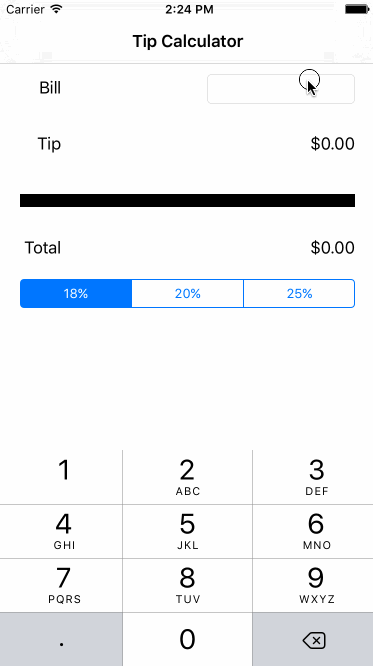 Carrier 2:24 PM
Tip Calculator
Bill
Tip $0.00
Total $0.00
18% 20% 25%
1 2 3
ABC DEF
4 5 6
GHI JKL MNO
7 8 9
PQRS TUV WXYZ
. 0